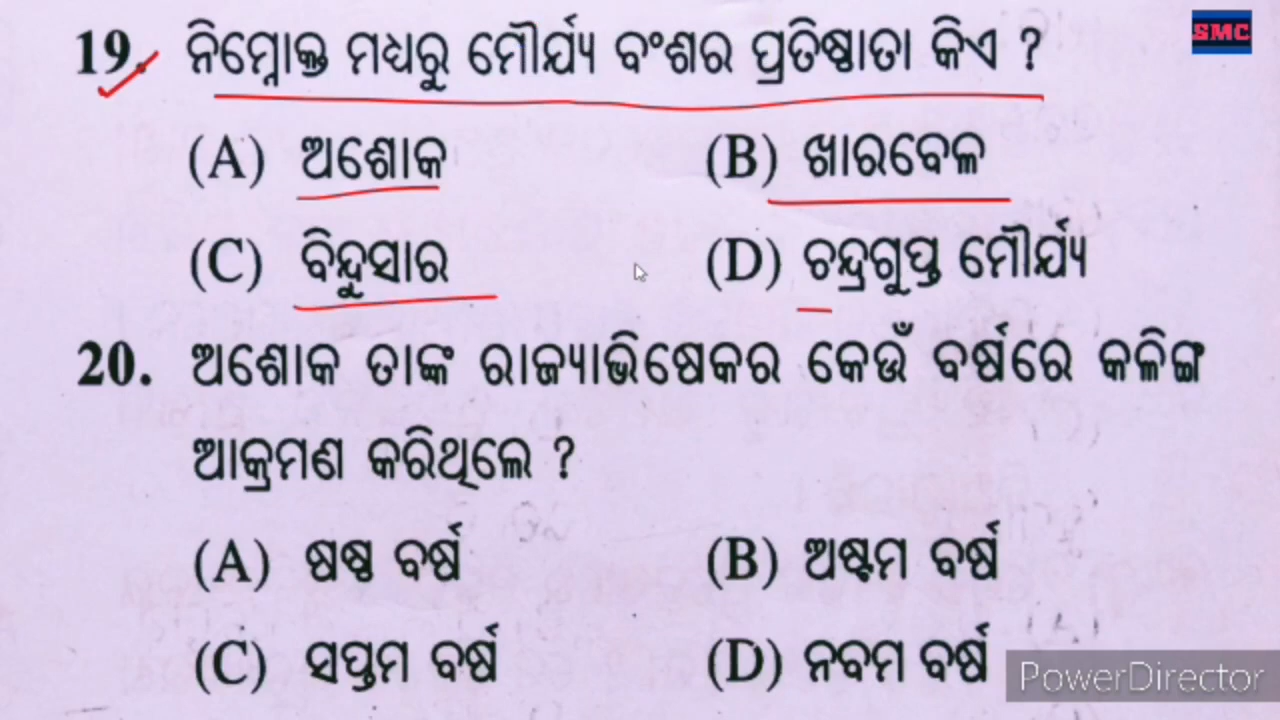 SMC
19. ନିମ୍ନୋକ୍ତ ମଧ୍ୟରୁ ମୌର୍ଯ୍ୟ ବଂଶର ପ୍ରତିଷ୍ଠାତା କିଏ ?
(A) ଅଶୋକ (B) ଖାରବେଳ
(C) ବିନ୍ଦୁସାର (D) ଚନ୍ଦ୍ରଗୁପ୍ତ ମୌର୍ଯ୍ୟ
20. ଅଶୋକ ତାଙ୍କ ରାଜ୍ୟାଭିଷେକର କେଉଁ ବର୍ଷରେ କଳିଙ୍ଗ
ଆକ୍ରମଣ କରିଥିଲେ ?
(A) ଷଷ୍ଠ ବର୍ଷ (B) ଅଷ୍ଟମ ବର୍ଷ
(C) ସପ୍ତମ ବର୍ଷ (D) ନବମ ବର୍ଷ
PowerDirector